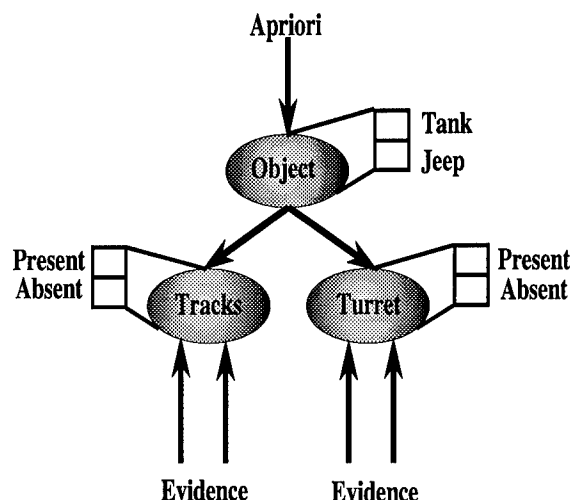 Apriori
Tank
Object
Jeep
Present
Absent
Tracks
Turret
Present
Absent
Evidence
Evidence